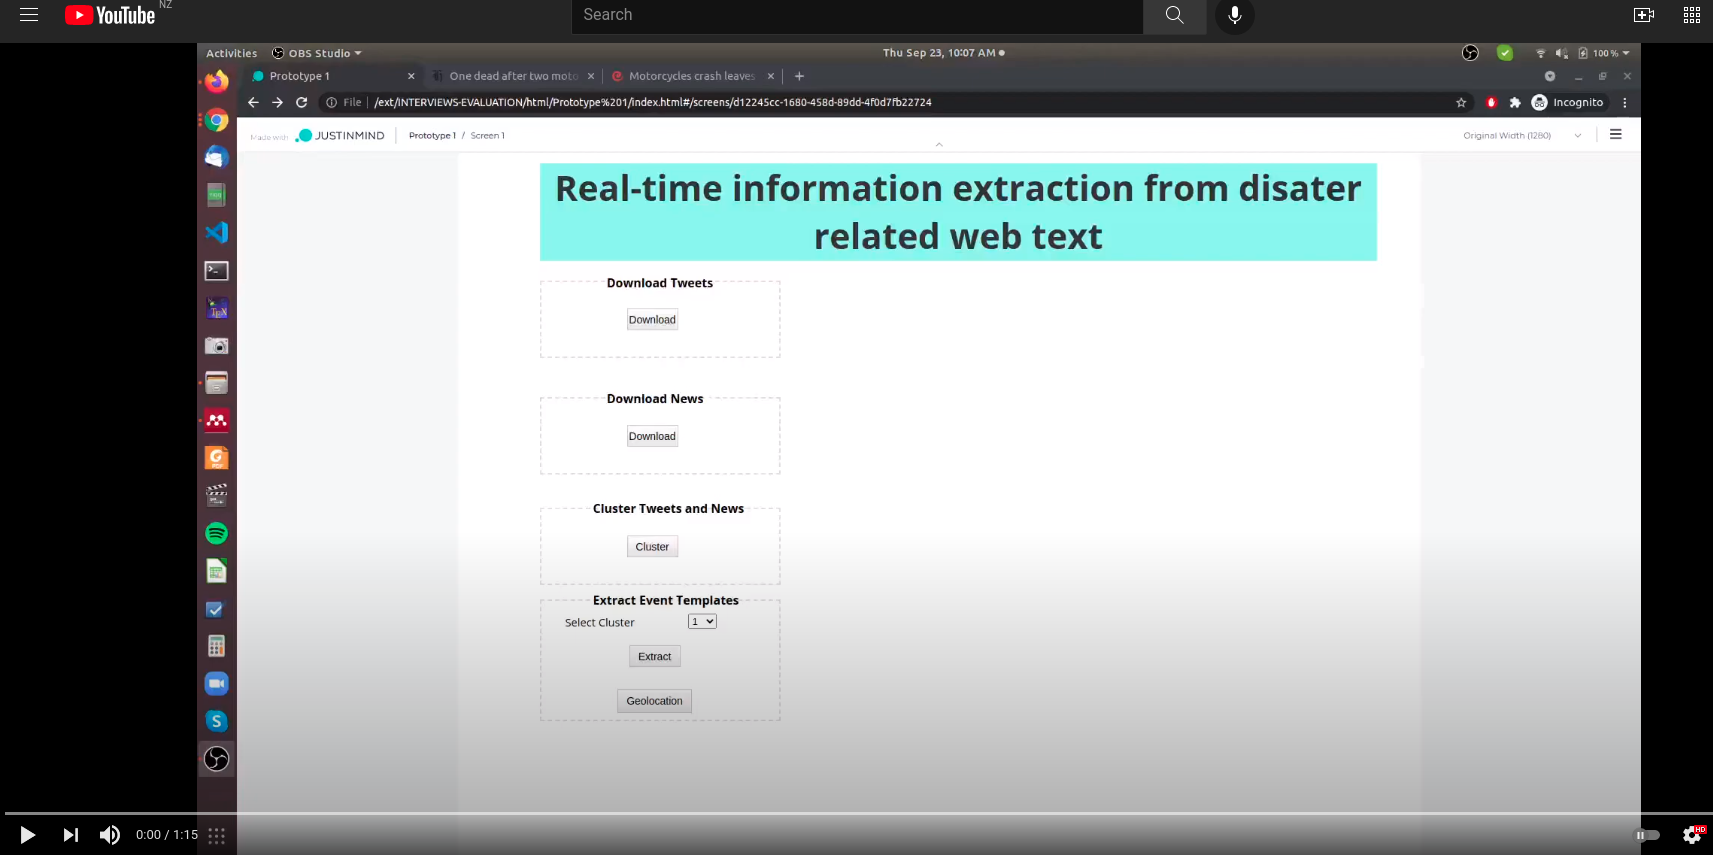 YouTube NZ
Search
Activities OBS Studio Thu Sep 23, 10:07 AM 100 %
Prototype 1 One dead after two moto Motorcycles crash leaves
File /ext/INTERVIEWS-EVALUATION/html/Prototype%201/index.html#/screens/d12245cc-1680-458d-89dd-4f0d7fb22724 Incognito
Made with JUSTINMIND Prototype 1 / Screen 1 Original Width (1280)
Real-time information extraction from disater
related web text
Download Tweets
Download
Download News
Download
Cluster Tweets and News
Cluster
Extract Event Templates
Select Cluster 1
Extract
Geolocation
0:00 / 1:15 HD